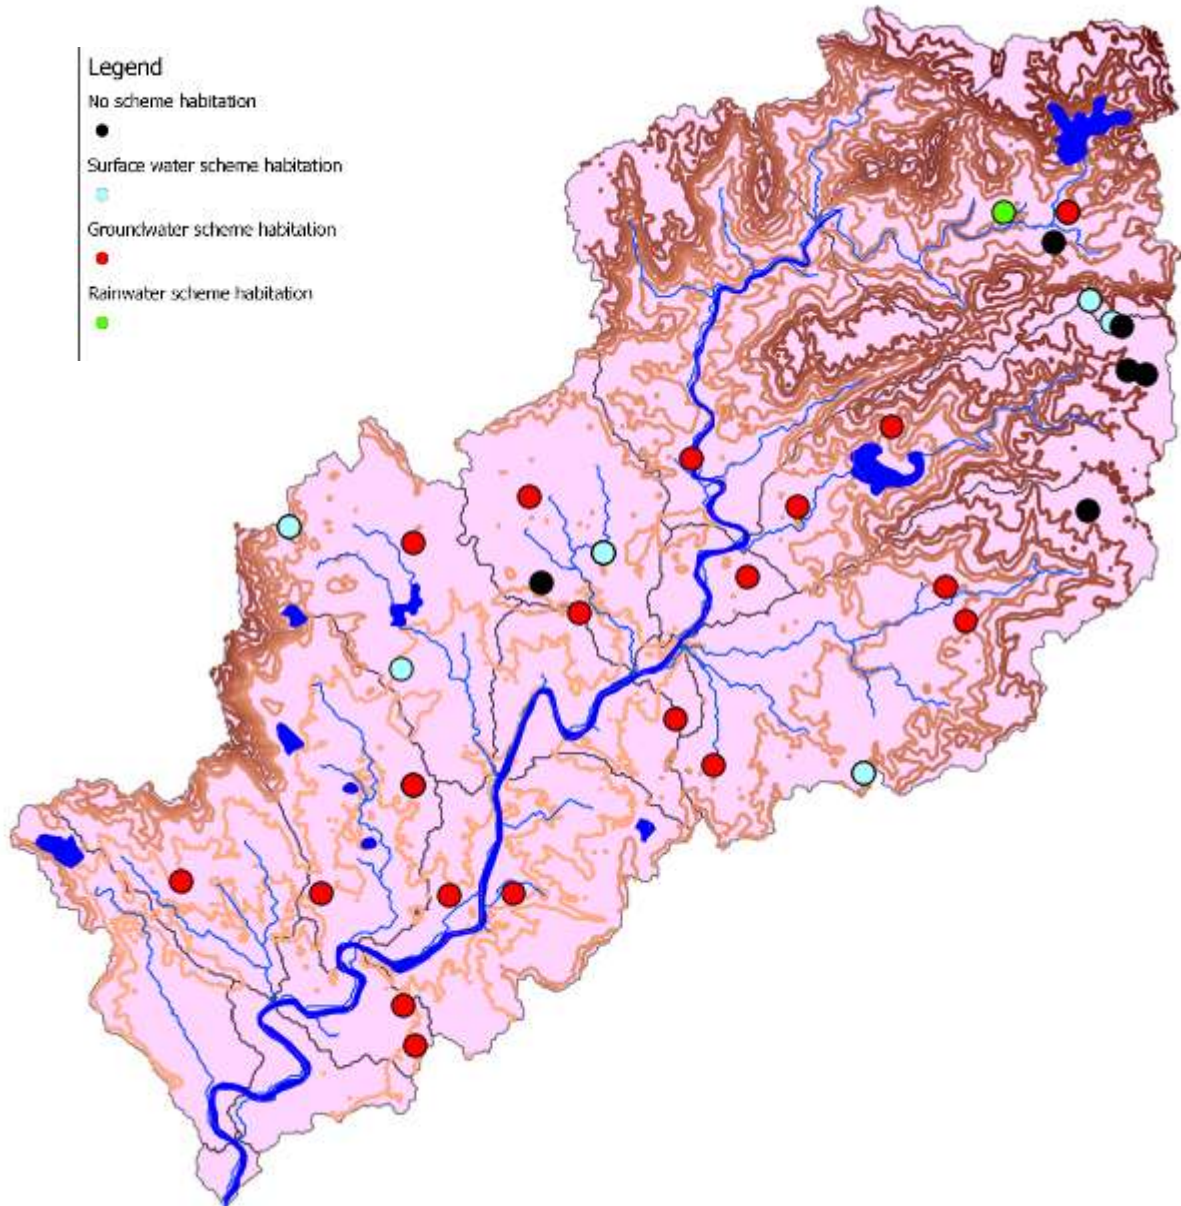 Legend
No scheme habitation
Surface water scheme habitation
Groundwater scheme habitation
Rainwater scheme habitation